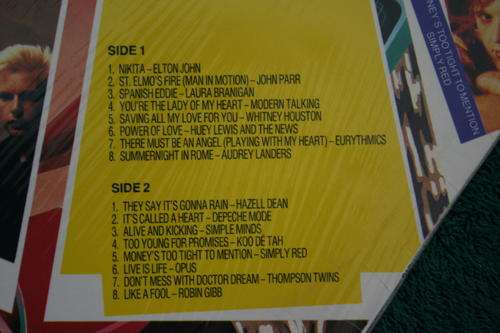 SIDE 1
1. NIKITA – ELTON JOHN
2. ST. ELMO'S FIRE (MAN IN MOTION) – JOHN PARR
3. SPANISH EDDIE – LAURA BRANIGAN
4. YOU'RE THE LADY OF MY HEART – MODERN TALKING
5. SAVING ALL MY LOVE FOR YOU – WHITNEY HOUSTON
6. POWER OF LOVE – HUEY LEWIS AND THE NEWS
7. THERE MUST BE AN ANGEL (PLAYING WITH MY HEART) – EURYTHMICS
8. SUMMERNIGHT IN ROME – AUDREY LANDERS
SIDE 2
1. THEY SAY IT'S GONNA RAIN – HAZELL DEAN
2. IT'S CALLED A HEART – DEPECHE MODE
3. ALIVE AND KICKING – SIMPLE MINDS
4. TOO YOUNG FOR PROMISES – KOO DE TAH
5. MONEY'S TOO TIGHT TO MENTION – SIMPLY RED
6. LIVE IS LIFE – OPUS
7. DON'T MESS WITH DOCTOR DREAM – THOMPSON TWINS
8. LIKE A FOOL – ROBIN GIBB
NEY'S TOO TIGHT TO MENTION
SIMPLY RED